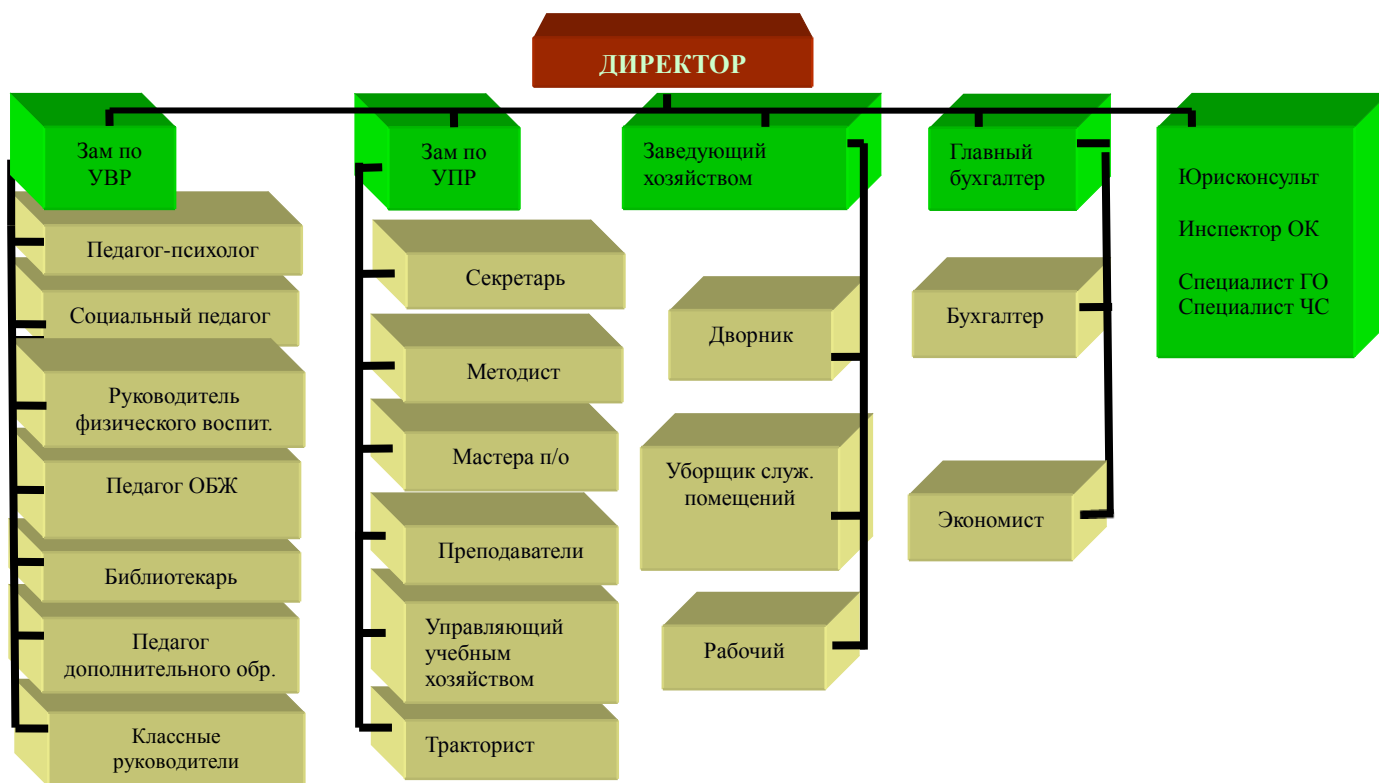 ДИРЕКТОР
Зам по
УВР
Зам по
УПР
Заведующий
хозяйством
Главный
бухгалтер
Юрисконсульт
Инспектор ОК
Специалист ГО
Специалист ЧС
Педагог-психолог
Социальный педагог
Руководитель
физического воспит.
Педагог ОБЖ
Библиотекарь
Педагог
дополнительного обр.
Классные
руководители
Секретарь
Методист
Мастера п/о
Преподаватели
Управляющий
учебным
хозяйством
Тракторист
Дворник
Уборщик служ.
помещений
Рабочий
Бухгалтер
Экономист